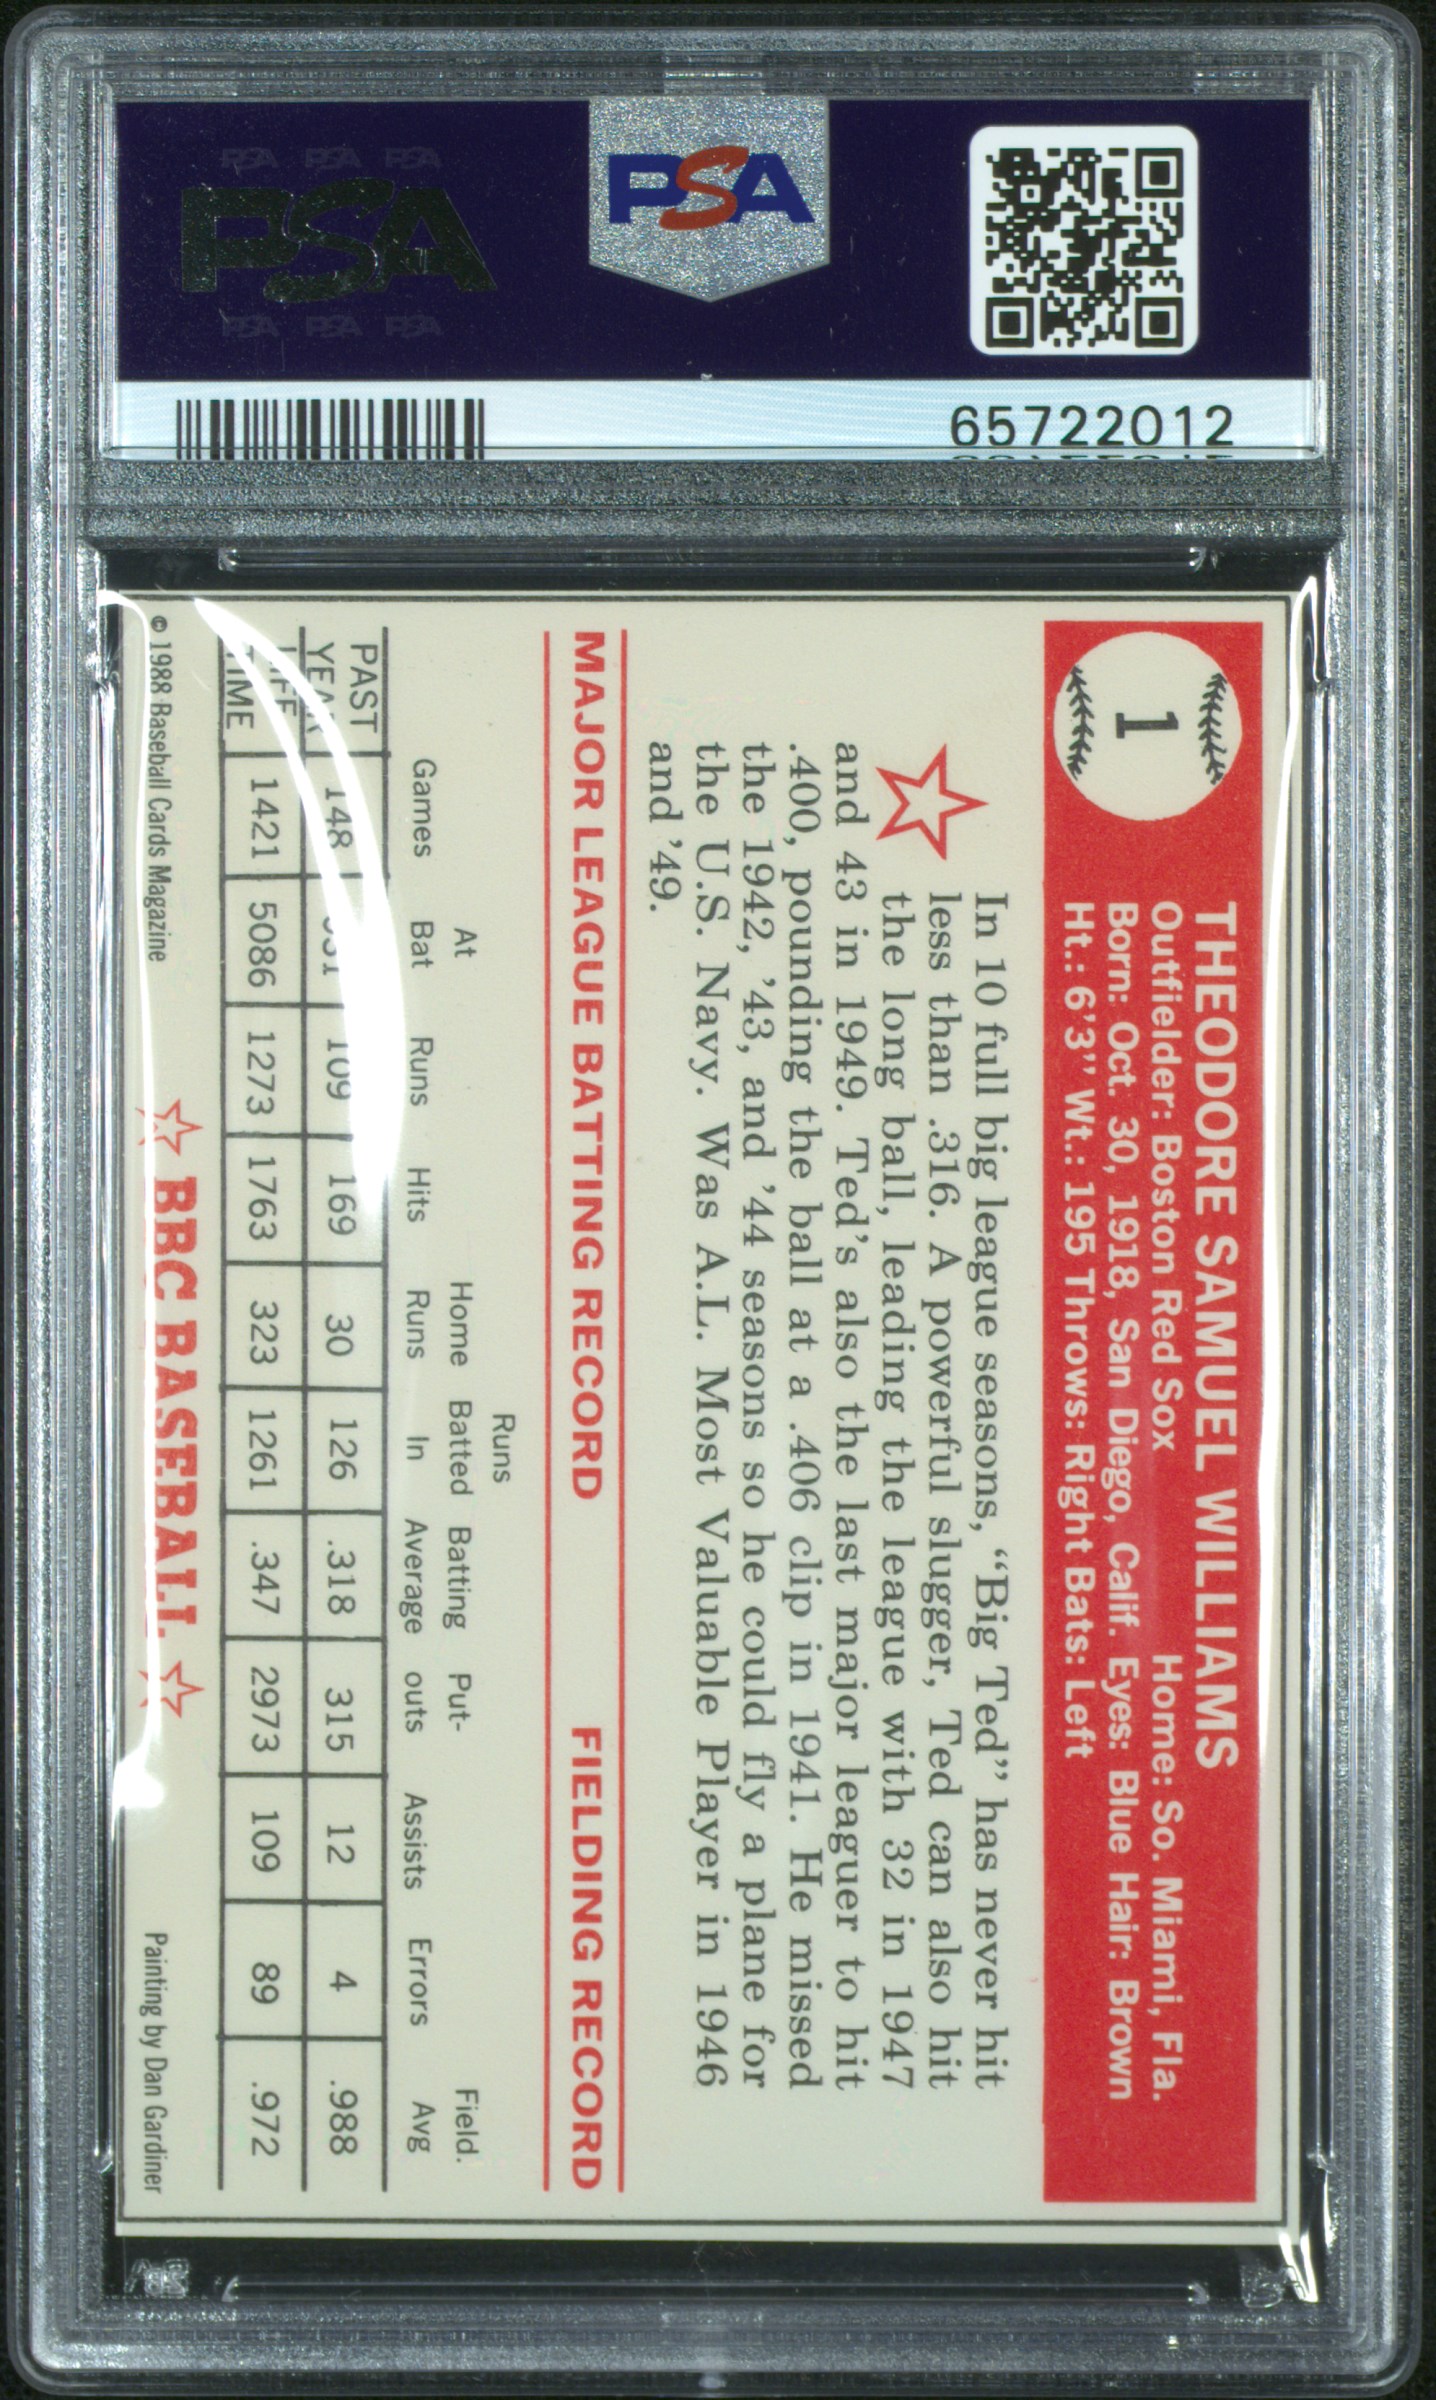 PSA PSA PSA
PSA
PSA PSA PSA
PSA
65722012
1
THEODORE SAMUEL WILLIAMS
Outfielder: Boston Red Sox Home: So. Miami, Fla.
Born: Oct. 30, 1918, San Diego, Calif. Eyes: Blue Hair: Brown
Ht.: 6'3" Wt.: 195 Throws: Right Bats: Left
In 10 full big league seasons, “Big Ted” has never hit
less than .316. A powerful slugger, Ted can also hit
the long ball, leading the league with 32 in 1947
and 43 in 1949. Ted's also the last major leaguer to hit
.400, pounding the ball at a .406 clip in 1941. He missed
the 1942, '43, and '44 seasons so he could fly a plane for
the U.S. Navy. Was A.L. Most Valuable Player in 1946
and '49.
MAJOR LEAGUE BATTING RECORD FIELDING RECORD
Runs
At Home Batted Batting Put- Field.
Games Bat Runs Hits Runs In Average outs Assists Errors Avg
PAST
YEAR 148 109 169 30 126 .318 315 12 4 .988
LIFE
TIME 1421 5086 1273 1763 323 1261 .347 2973 109 89 .972
© 1988 Baseball Cards Magazine BBC BASEBALL Painting by Dan Gardiner